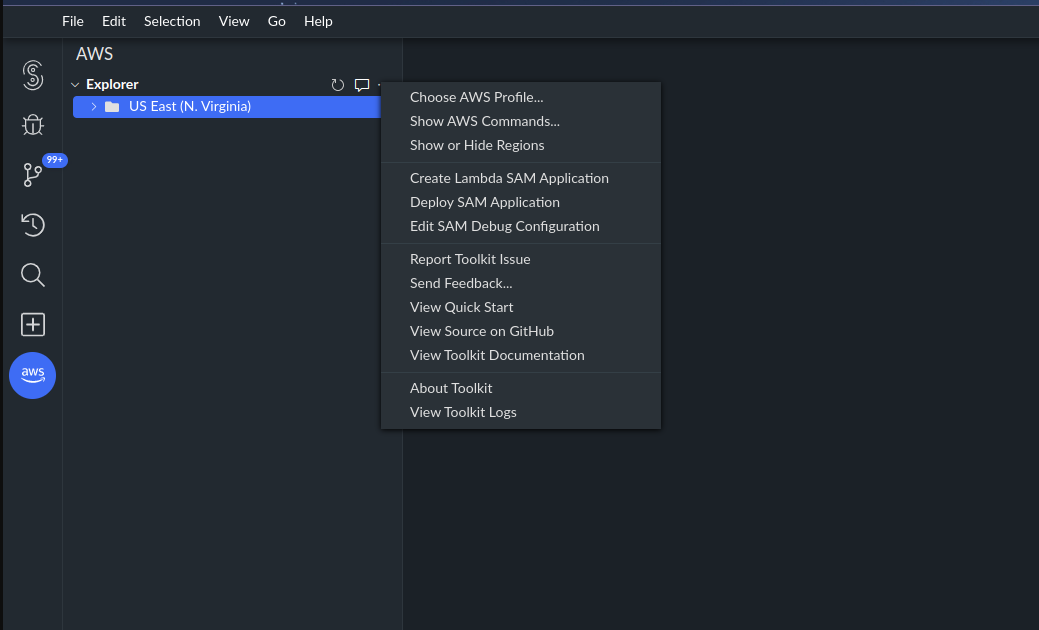 File Edit Selection View Go Help
AWS
Explorer
US East (N. Virginia)
99+
aws
Choose AWS Profile...
Show AWS Commands...
Show or Hide Regions
Create Lambda SAM Application
Deploy SAM Application
Edit SAM Debug Configuration
Report Toolkit Issue
Send Feedback...
View Quick Start
View Source on GitHub
View Toolkit Documentation
About Toolkit
View Toolkit Logs